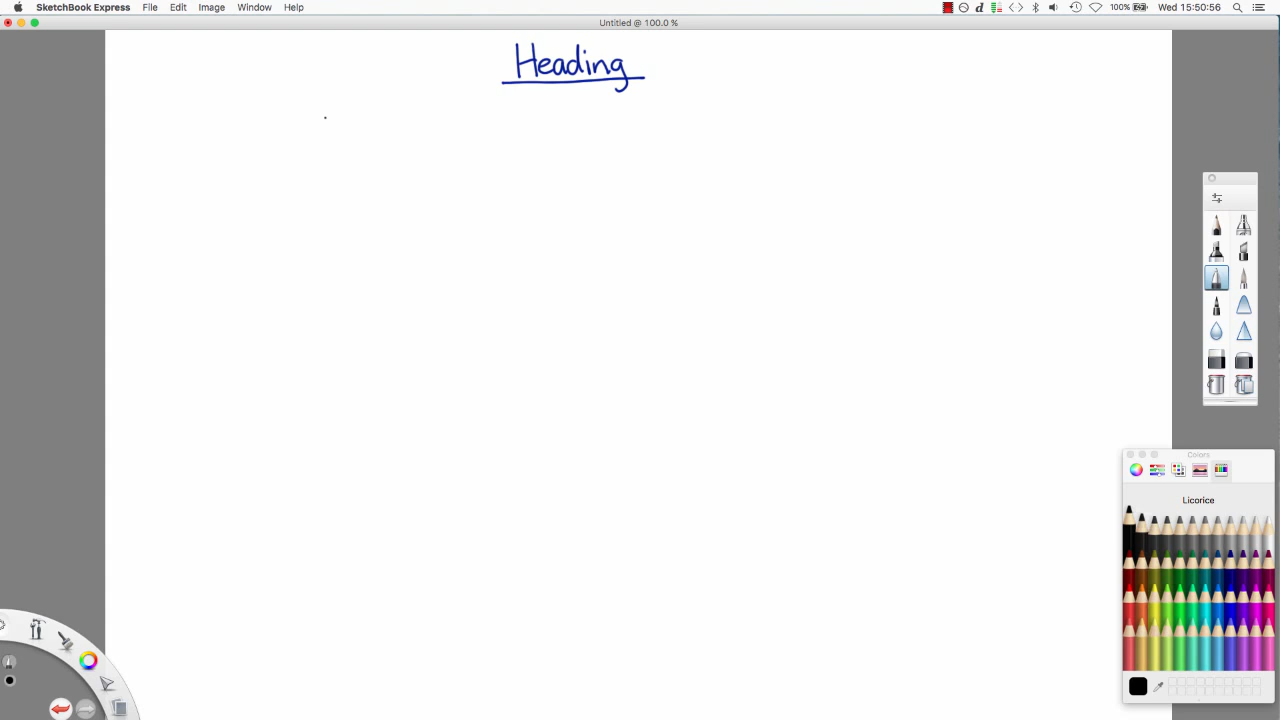 SketchBook Express File Edit Image Window Help 100% Wed 15:50:56
Untitled @ 100.0 %
Heading
Colors
Licorice